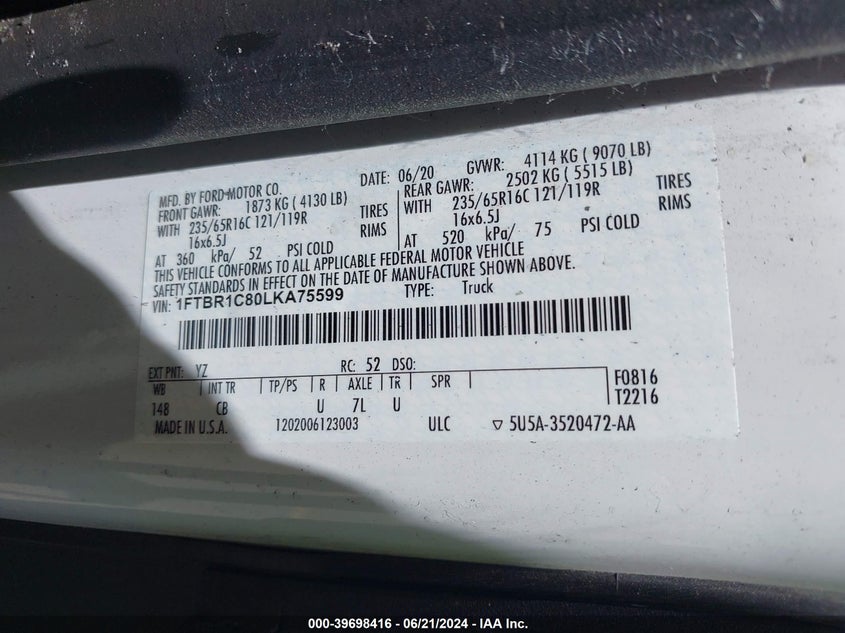 MFD. BY FORD MOTOR CO.
DATE: 06/20 GVWR: 4114 KG ( 9070 LB)
FRONT GAWR: 1873 KG ( 4130 LB)
WITH 235/65R16C 121/119R TIRES
16x6.5J RIMS
AT 360 kPa/ 52 PSI COLD
REAR GAWR: 2502 KG ( 5515 LB)
WITH 235/65R16C 121/119R TIRES
16x6.5J RIMS
AT 520 kPa/ 75 PSI COLD
THIS VEHICLE CONFORMS TO ALL APPLICABLE FEDERAL MOTOR VEHICLE
SAFETY STANDARDS IN EFFECT ON THE DATE OF MANUFACTURE SHOWN ABOVE.
VIN: 1FTBR1C80LKA75599 TYPE: Truck
EXT PNT: YZ RC: 52 DSO:
WB INT TR TP/PS R AXLE TR SPR
148 CB U 7L U
F0816
T2216
MADE IN U.S.A. 1202006123003 ULC ▽ 5U5A-3520472-AA
000-39698416 - 06/21/2024 - IAA Inc.